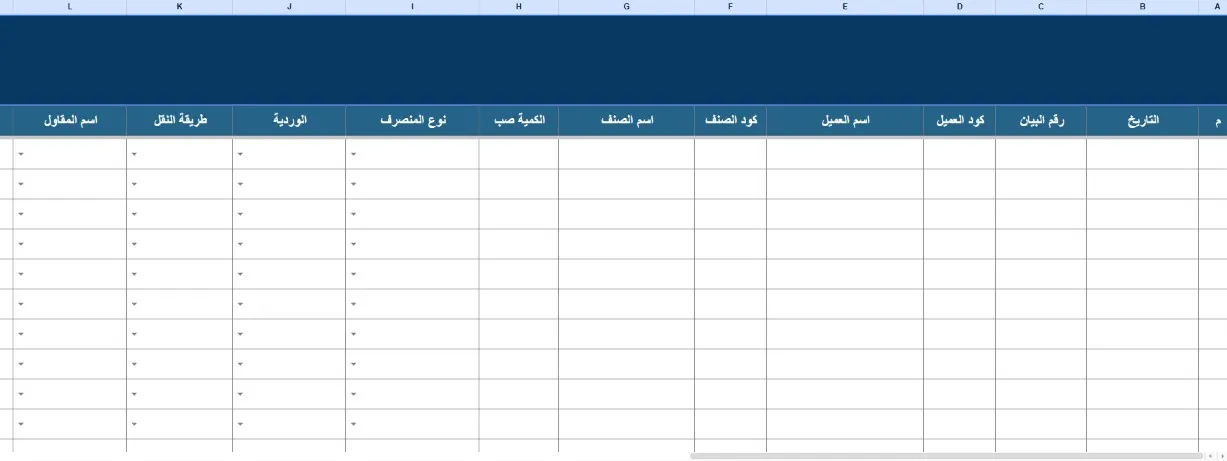 A B C D E F G H I J K L
م التاريخ رقم البيان كود العميل اسم العميل كود الصنف اسم الصنف الكمية صب نوع المنصرف الوردية طريقة النقل اسم المقاول